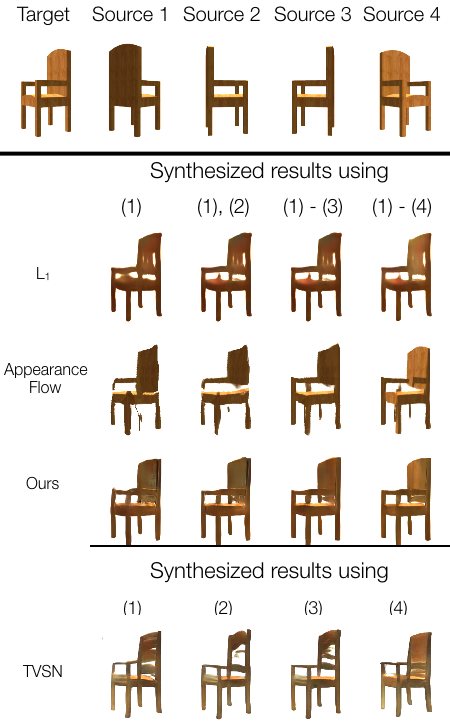 Target Source 1 Source 2 Source 3 Source 4
Synthesized results using
(1) (1), (2) (1) - (3) (1) - (4)
L₁
Appearance
Flow
Ours
Synthesized results using
(1) (2) (3) (4)
TVSN